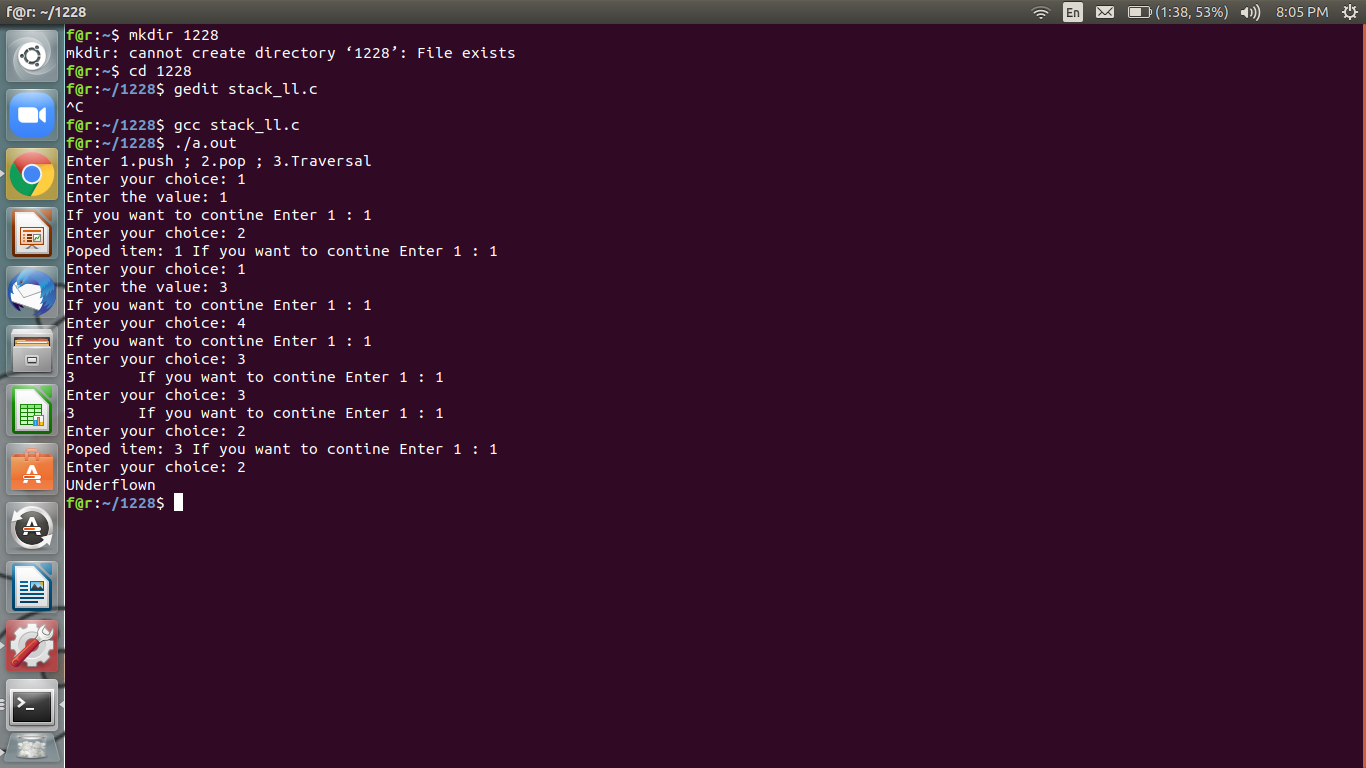 f@r: ~/1228
En
(1:38, 53%)
8:05 PM
f@r:~$ mkdir 1228
mkdir: cannot create directory ‘1228’: File exists
f@r:~$ cd 1228
f@r:~/1228$ gedit stack_ll.c
^C
f@r:~/1228$ gcc stack_ll.c
f@r:~/1228$ ./a.out
Enter 1.push ; 2.pop ; 3.Traversal
Enter your choice: 1
Enter the value: 1
If you want to contine Enter 1 : 1
Enter your choice: 2
Poped item: 1 If you want to contine Enter 1 : 1
Enter your choice: 1
Enter the value: 3
If you want to contine Enter 1 : 1
Enter your choice: 4
If you want to contine Enter 1 : 1
Enter your choice: 3
3       If you want to contine Enter 1 : 1
Enter your choice: 3
3       If you want to contine Enter 1 : 1
Enter your choice: 2
Poped item: 3 If you want to contine Enter 1 : 1
Enter your choice: 2
UNderflown
f@r:~/1228$